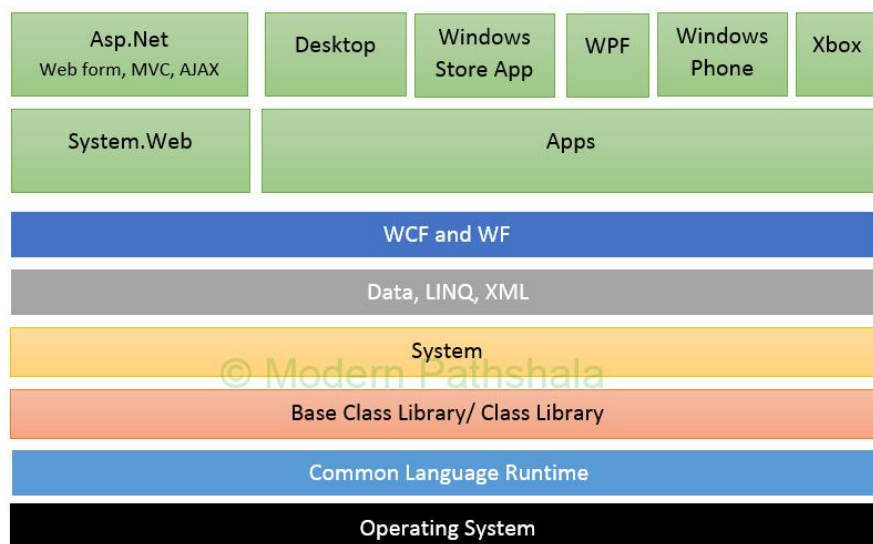 Asp.Net
Web form, MVC, AJAX
Desktop
Windows
Store App
WPF
Windows
Phone
Xbox
System.Web
Apps
WCF and WF
Data, LINQ, XML
System
© Modern Pathshala
Base Class Library/ Class Library
Common Language Runtime
Operating System